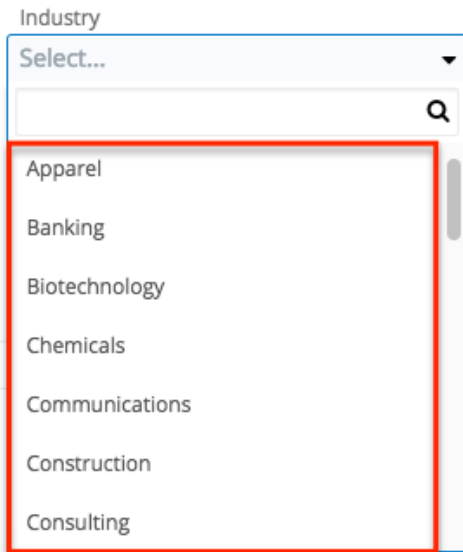 Industry
Select...
Apparel
Banking
Biotechnology
Chemicals
Communications
Construction
Consulting